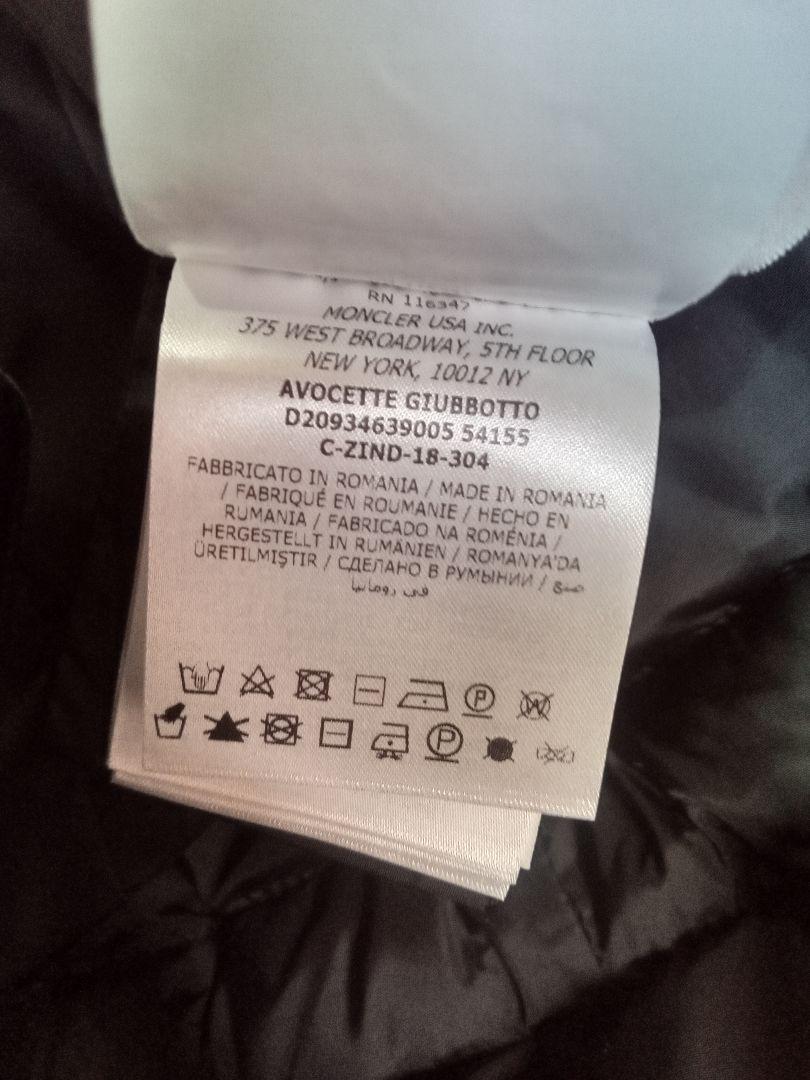 RN 116347
MONCLER USA INC.
375 WEST BROADWAY, 5TH FLOOR
NEW YORK, 10012 NY
AVOCETTE GIUBBOTTO
D20934639005 54155
C-ZIND-18-304
FABBRICATO IN ROMANIA / MADE IN ROMANIA
/ FABRIQUÉ EN ROUMANIE / HECHO EN
RUMANIA / FABRICADO NA ROMÉNIA /
HERGESTELLT IN RUMÄNIEN / ROMANYA'DA
ÜRETILMIŞTIR / СДЕЛАНО В РУМЫНИИ / صنع
في رومانيا
P W
P